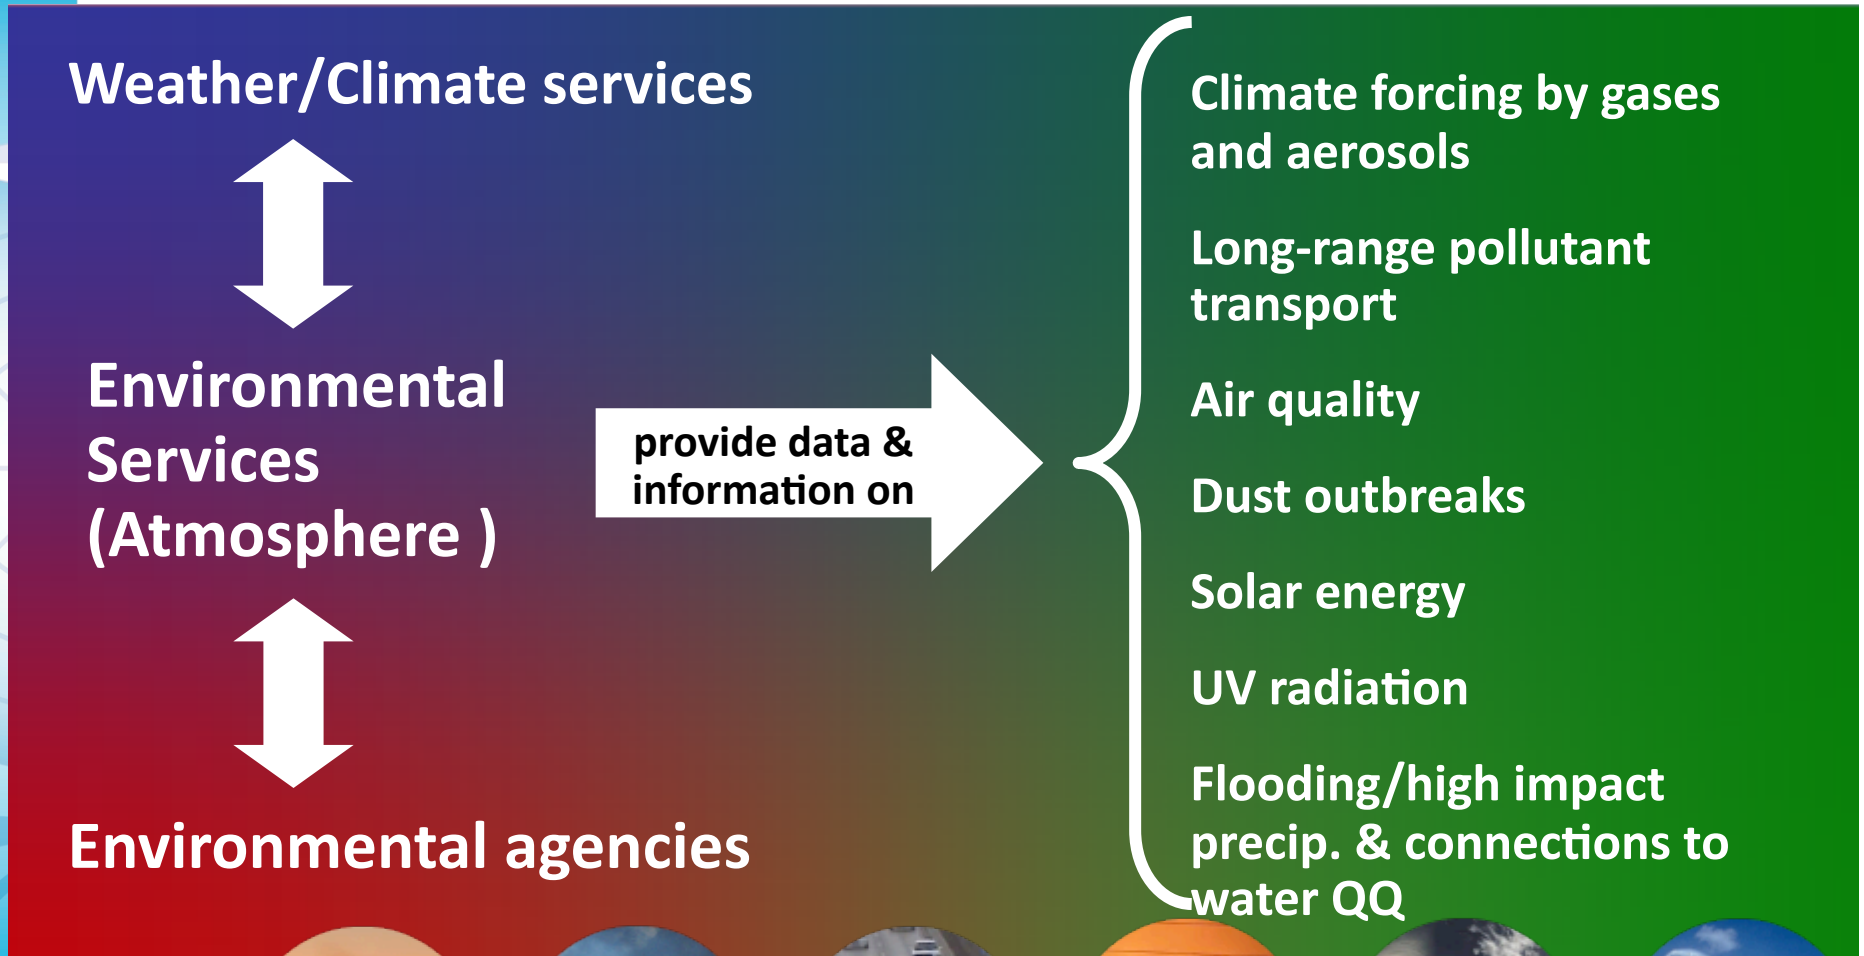 Weather/Climate services
Environmental
Services
(Atmosphere )
Environmental agencies
provide data &
information on
Climate forcing by gases
and aerosols
Long-range pollutant
transport
Air quality
Dust outbreaks
Solar energy
UV radiation
Flooding/high impact
precip. & connections to
water QQ